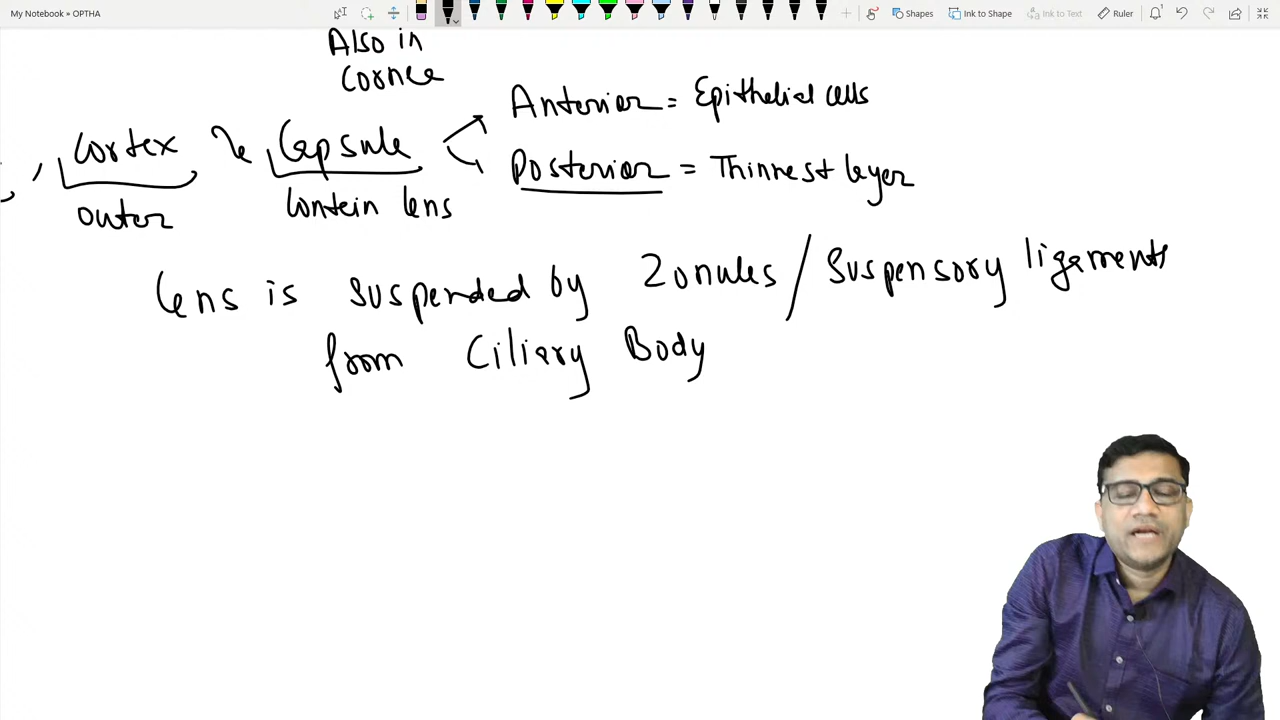 My Notebook » OPTHA
Shapes Ink to Shape Ink to Text Ruler
Also in
Cornea
Anterior = Epithelial cells
, Cortex & Capsule
Posterior = Thinnest layer
outer
Contain lens
Lens is suspended by Zonules / Suspensory ligaments
from Ciliary Body